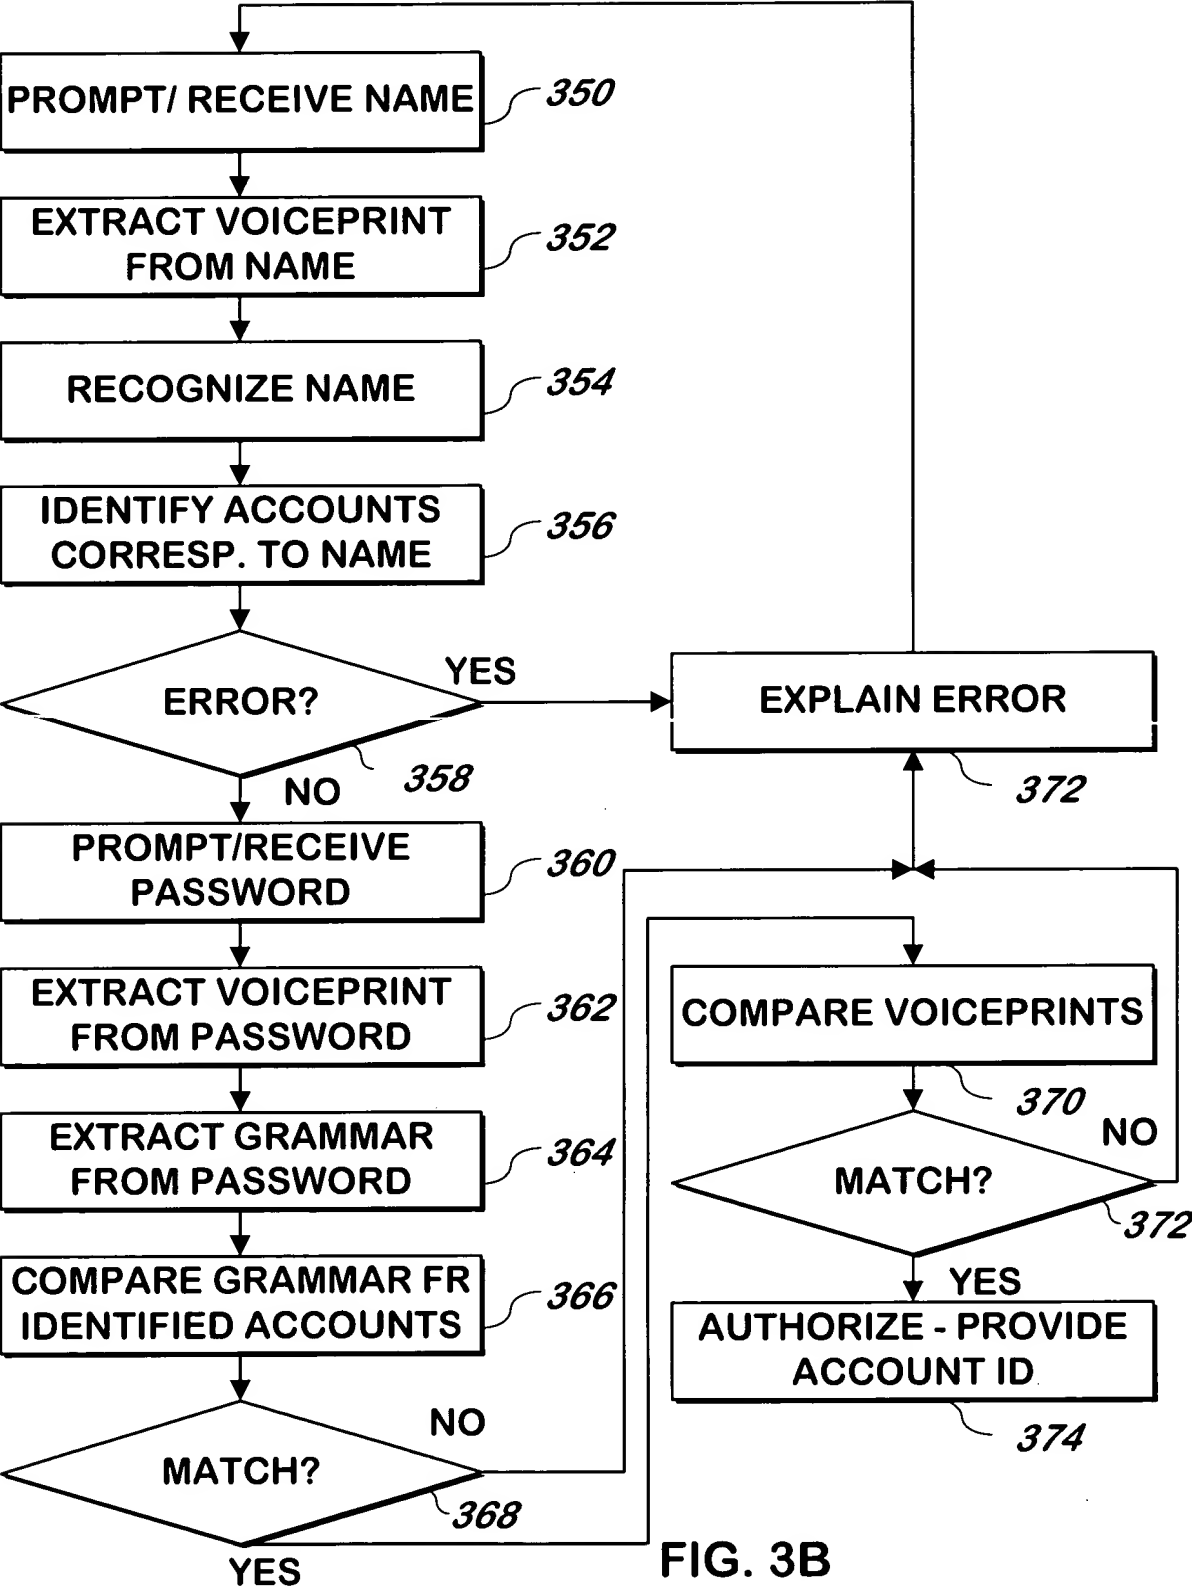 PROMPT/ RECEIVE NAME
350
EXTRACT VOICEPRINT
FROM NAME
352
RECOGNIZE NAME
354
IDENTIFY ACCOUNTS
CORRESP. TO NAME
356
ERROR?
YES
358
NO
EXPLAIN ERROR
372
PROMPT/RECEIVE
PASSWORD
360
EXTRACT VOICEPRINT
FROM PASSWORD
362
EXTRACT GRAMMAR
FROM PASSWORD
364
COMPARE GRAMMAR FR
IDENTIFIED ACCOUNTS
366
MATCH?
NO
368
YES
COMPARE VOICEPRINTS
370
MATCH?
NO
372
YES
AUTHORIZE - PROVIDE
ACCOUNT ID
374
FIG. 3B